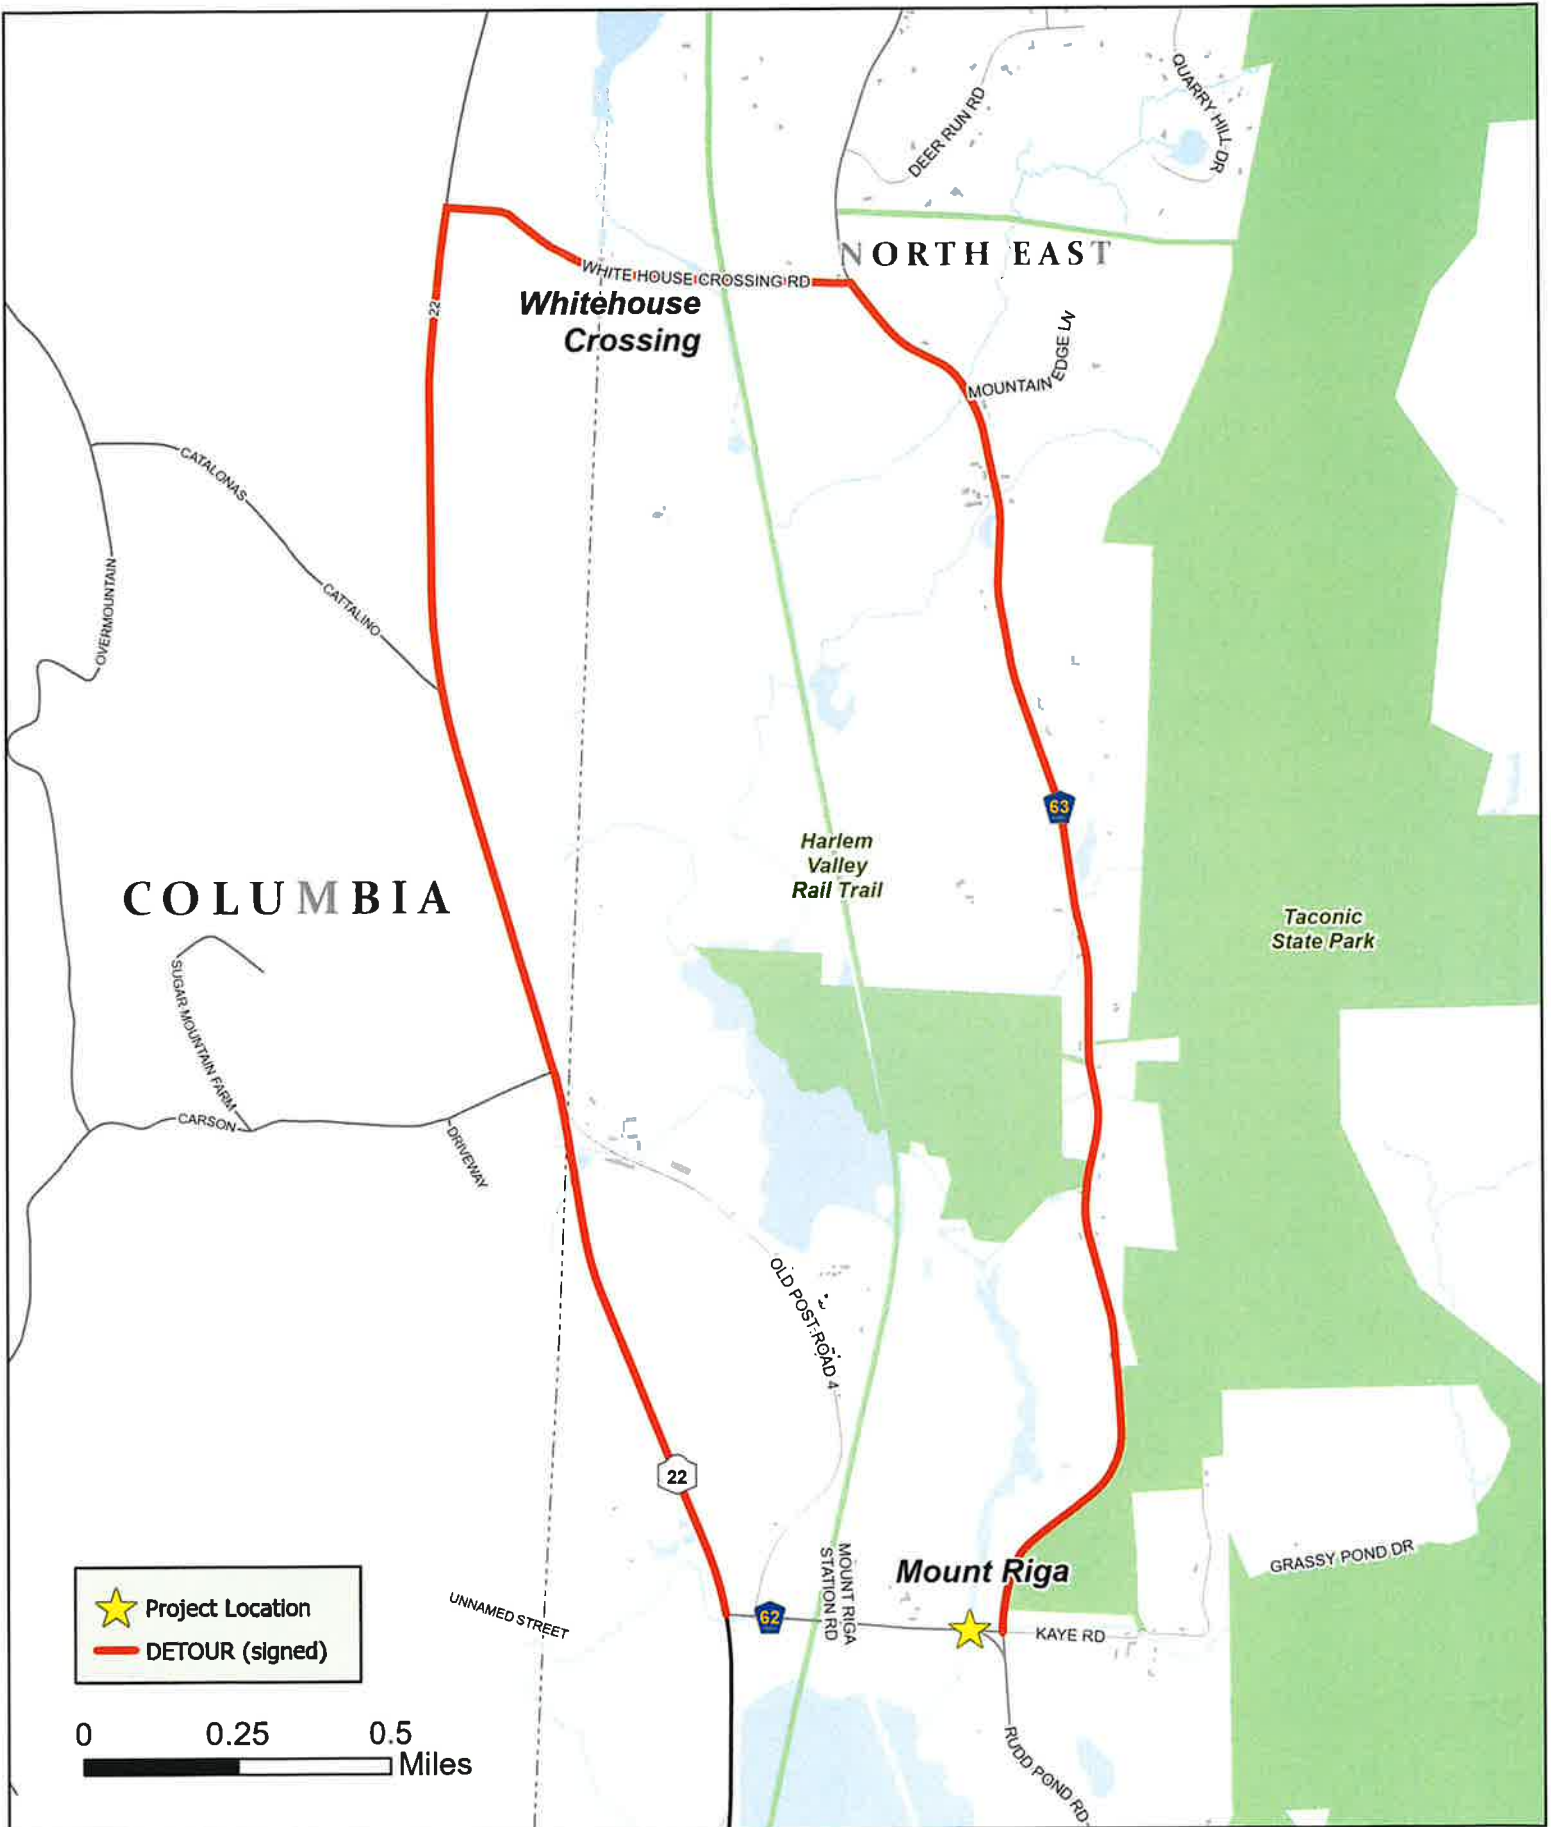 QUARRY HILL DR
DEER RUN RD
NORTH EAST
WHITE HOUSE CROSSING RD
Whitehouse
Crossing
22
MOUNTAIN EDGE LN
CATALONAS
CATTALINO
OVERMOUNTAIN
63
Harlem
Valley
Rail Trail
COLUMBIA
Taconic
State Park
SUGAR MOUNTAIN FARM
CARSON
DRIVEWAY
OLD POST ROAD 4
22
MOUNT RIGA
STATION RD
Mount Riga
GRASSY POND DR
UNNAMED STREET
62
KAYE RD
RUDD POND RD
Project Location
DETOUR (signed)
0 0.25 0.5
Miles